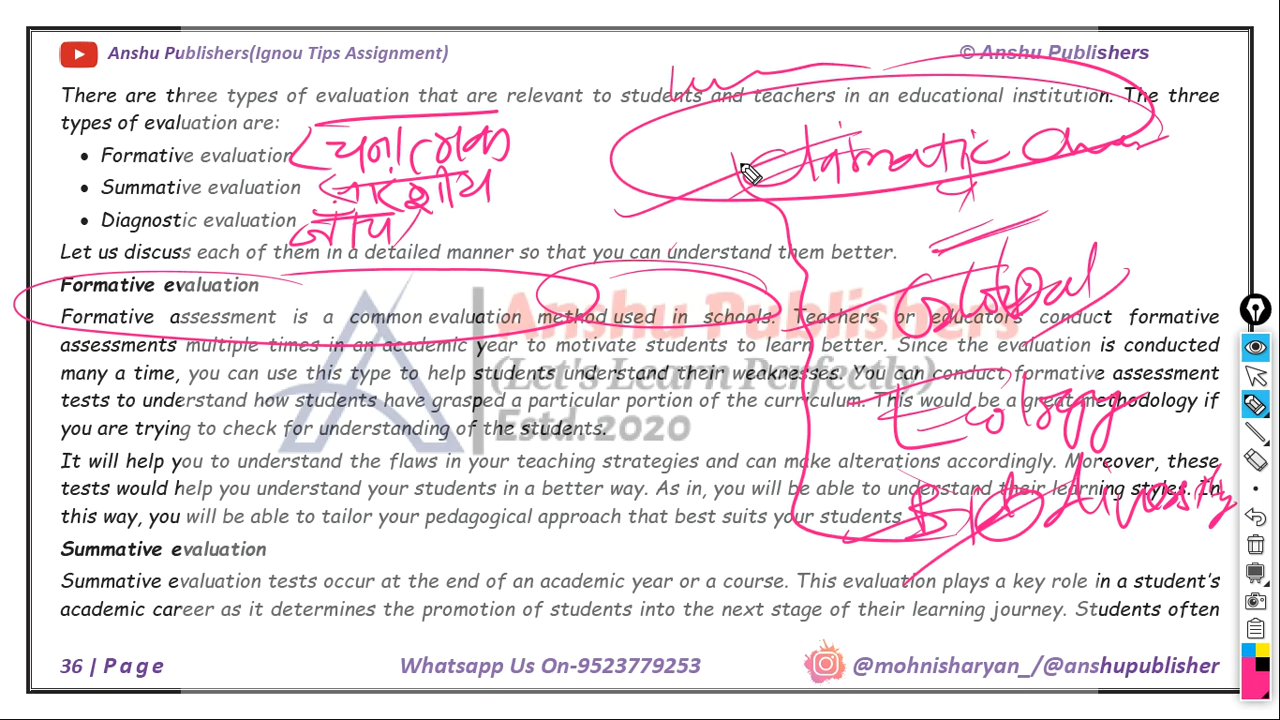 Anshu Publishers(Ignou Tips Assignment)
© Anshu Publishers
There are three types of evaluation that are relevant to students and teachers in an educational institution. The three
types of evaluation are:
• Formative evaluation
• Summative evaluation
• Diagnostic evaluation
Let us discuss each of them in a detailed manner so that you can understand them better.
Formative evaluation
Formative assessment is a common evaluation method used in schools. Teachers or educators conduct formative
assessments multiple times in an academic year to motivate students to learn better. Since the evaluation is conducted
many a time, you can use this type to help students understand their weaknesses. You can conduct formative assessment
tests to understand how students have grasped a particular portion of the curriculum. This would be a great methodology if
you are trying to check for understanding of the students.
It will help you to understand the flaws in your teaching strategies and can make alterations accordingly. Moreover, these
tests would help you understand your students in a better way. As in, you will be able to understand their learning styles. In
this way, you will be able to tailor your pedagogical approach that best suits your students
Summative evaluation
Summative evaluation tests occur at the end of an academic year or a course. This evaluation plays a key role in a student's
academic career as it determines the promotion of students into the next stage of their learning journey. Students often
Anshu Publishers
(Let's Learn Perfectly)
Estd. 2020
Ecology
36 | Page
Whatsapp Us On-9523779253
@mohnisharyan_/@anshupublisher